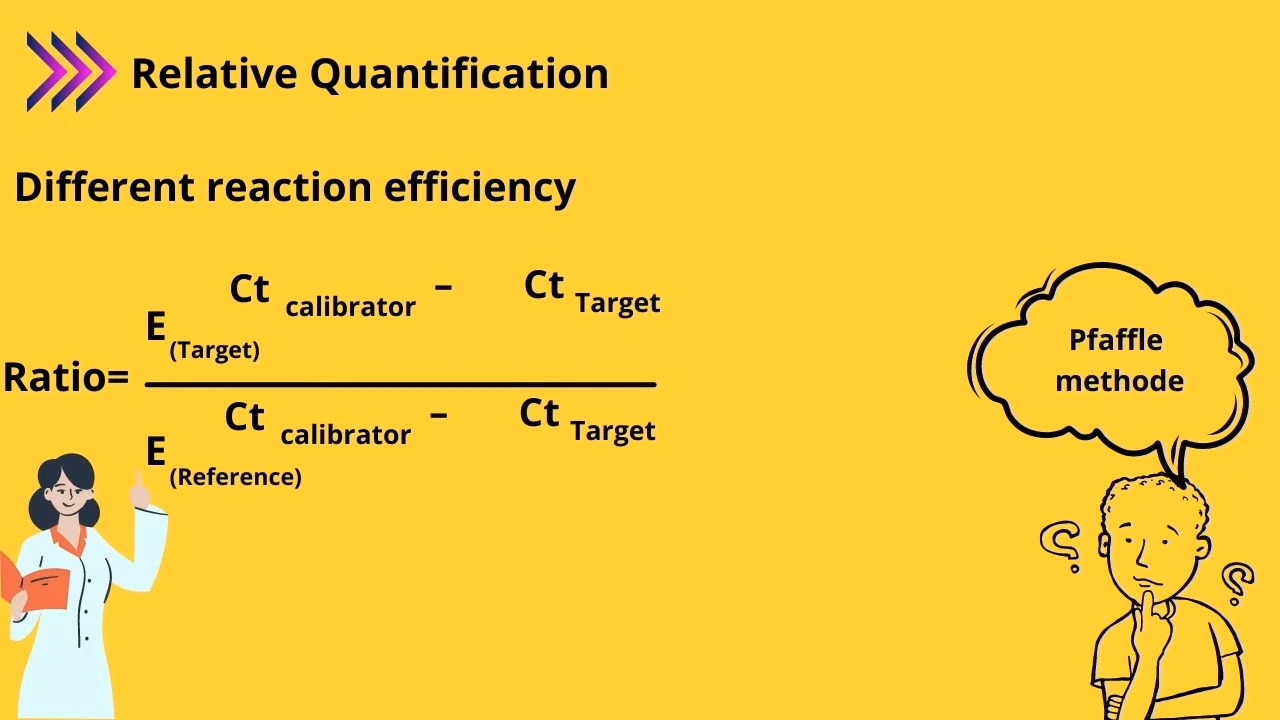 Relative Quantification
Different reaction efficiency
Ct calibrator – Ct Target
E (Target)
Ratio=
Ct calibrator – Ct Target
E (Reference)
Pfaffle
methode